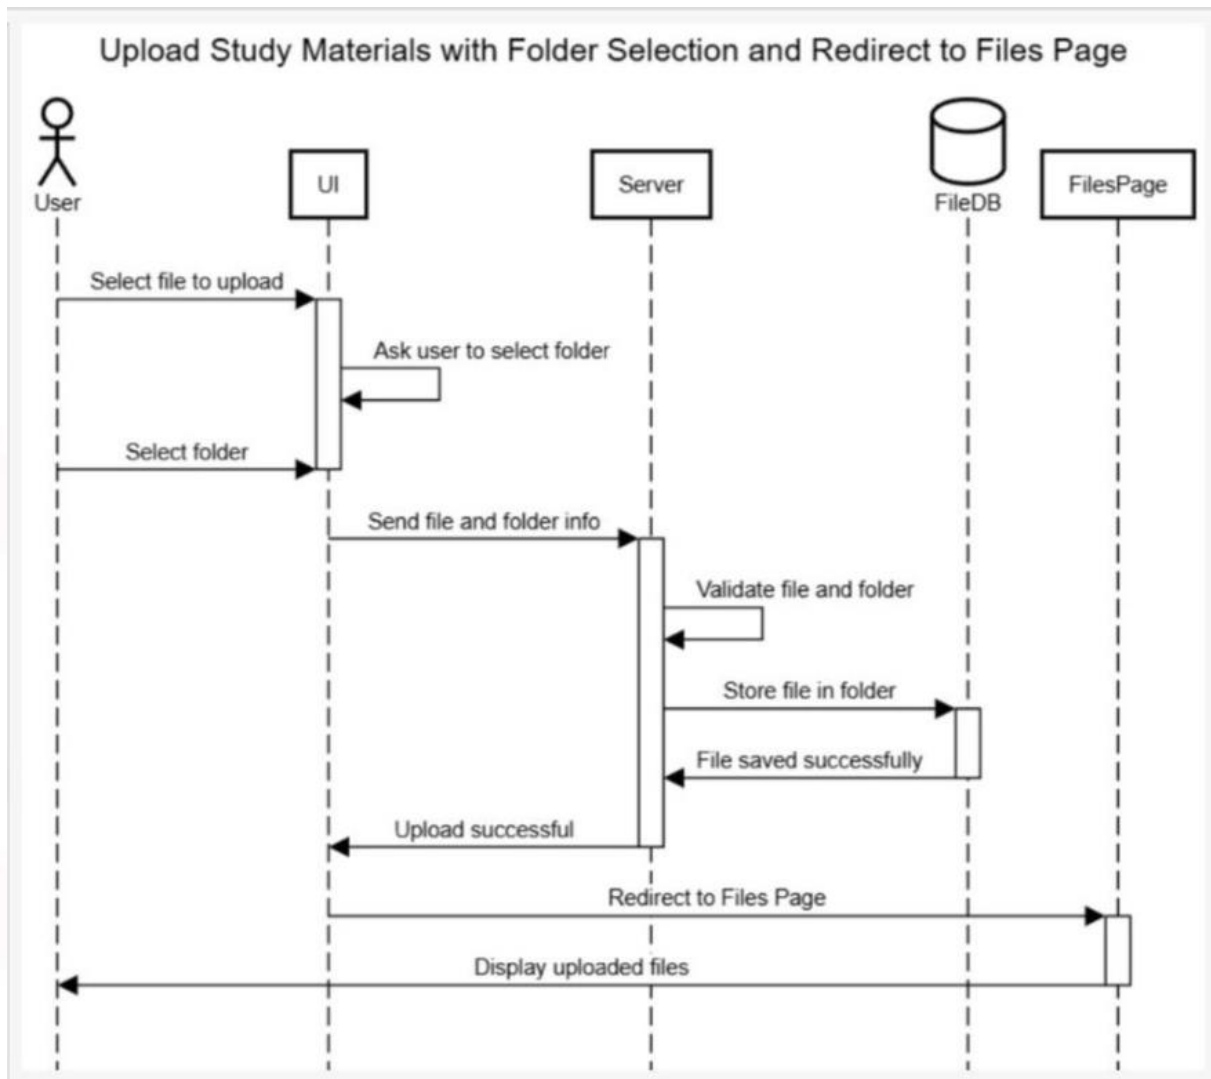 Upload Study Materials with Folder Selection and Redirect to Files Page
User
UI
Server
FileDB
FilesPage
Select file to upload
Ask user to select folder
Select folder
Send file and folder info
Validate file and folder
Store file in folder
File saved successfully
Upload successful
Redirect to Files Page
Display uploaded files